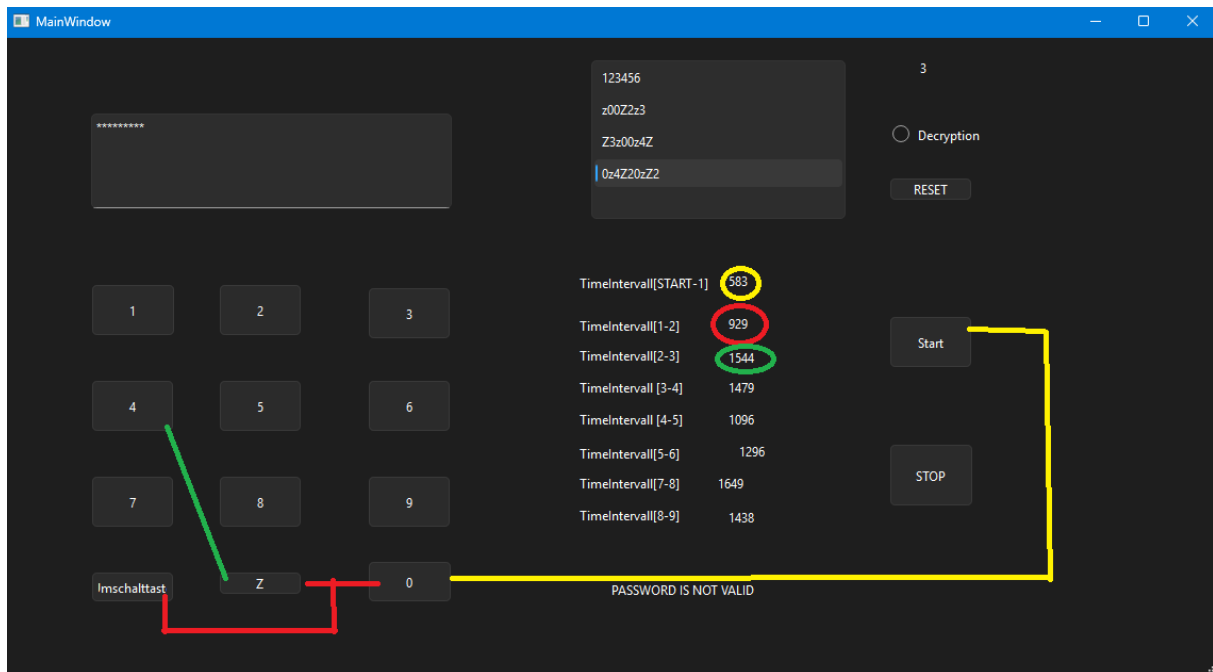 MainWindow
*********
123456
z00Z2z3
Z3z00z4Z
0z4Z20zZ2
3
Decryption
RESET
1
2
3
4
5
6
7
8
9
lmschalttast
Z
0
TimeIntervall[START-1] 583
TimeIntervall[1-2] 929
TimeIntervall[2-3] 1544
TimeIntervall [3-4] 1479
TimeIntervall [4-5] 1096
TimeIntervall[5-6] 1296
TimeIntervall[7-8] 1649
TimeIntervall[8-9] 1438
Start
STOP
PASSWORD IS NOT VALID